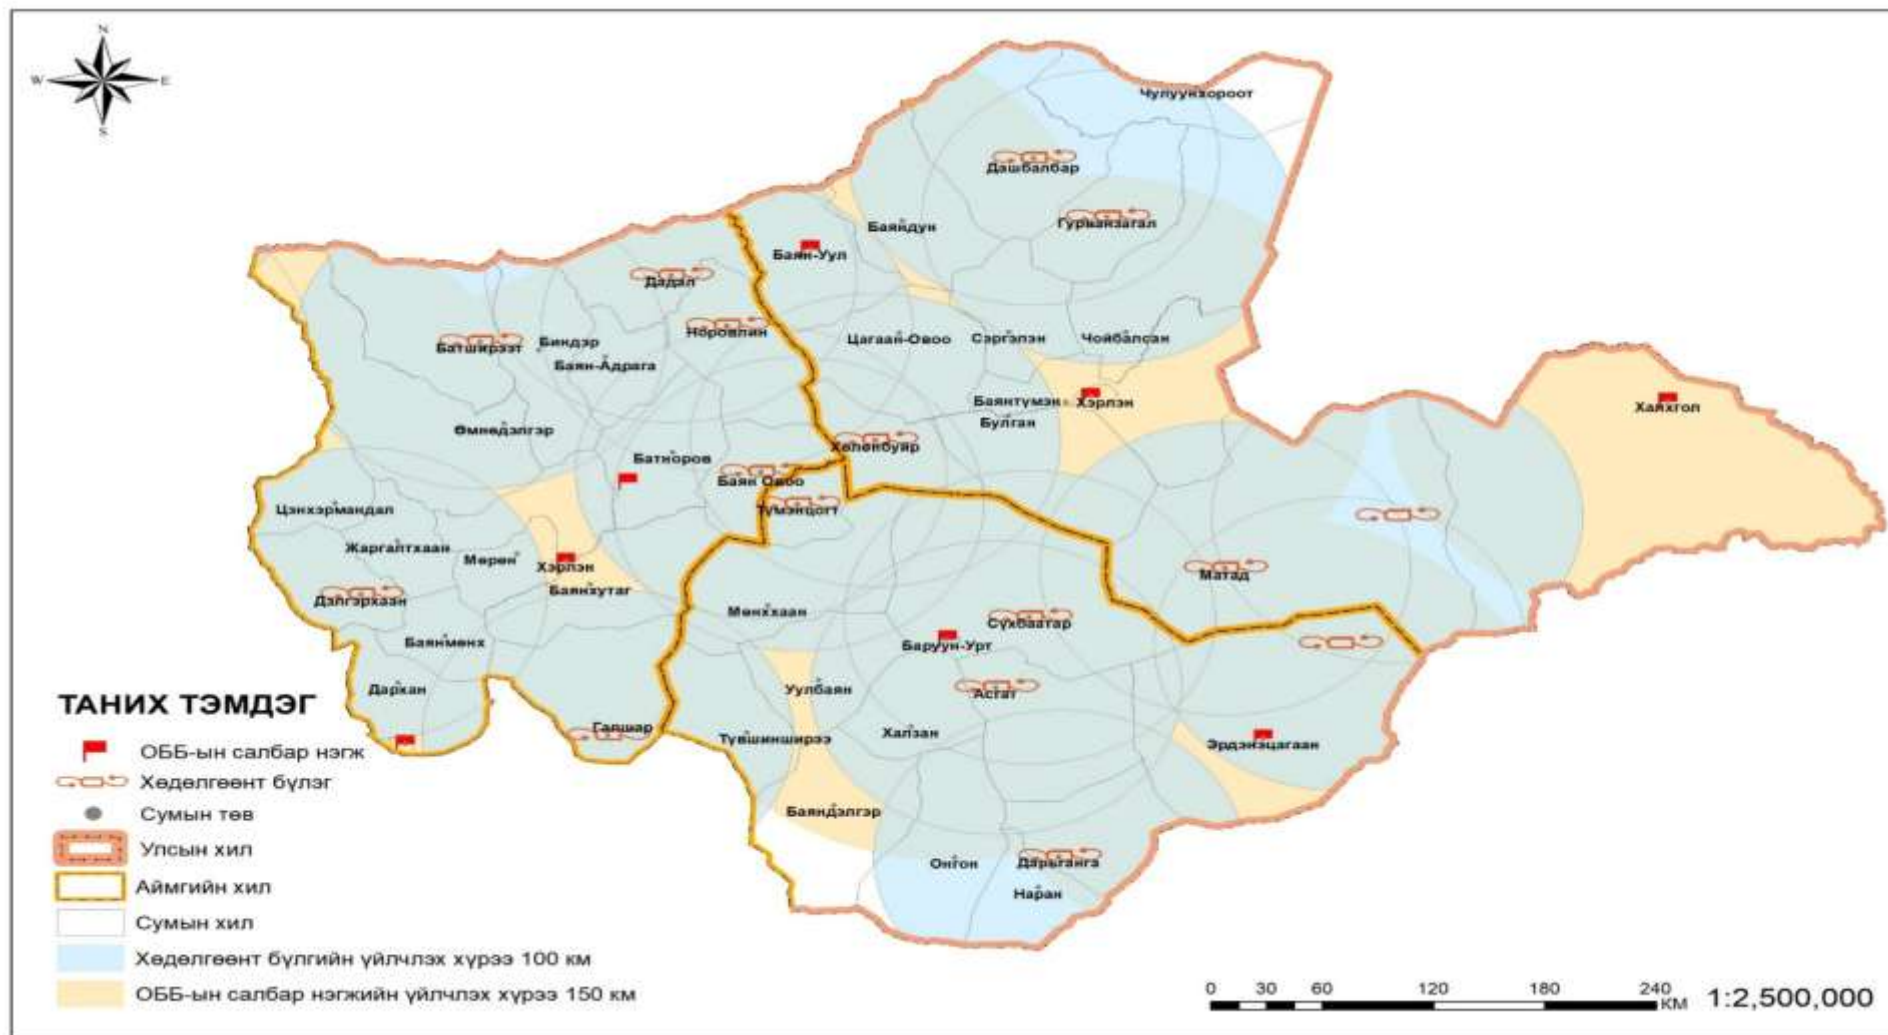 N
W E
S
Чулуунхороот
Дашбалбар
Гурванзагал
Баяндун
Баян-Уул
Дадал
Норовлин
Батширээт
Биндэр
Баян-Адрага
Цагаан-Овоо
Сэргэлэн
Чойбалсан
Баянтүмэн
Хэрлэн
Булган
Халхгол
Өмнөдэлгэр
Батноров
Хөлөнбуйр
Баян Овоо
Түмэнцогт
Цэнхэрмандал
Жаргалтхаан
Мөрөн
Хэрлэн
Баянхутаг
Дэлгэрхаан
Матад
Мөнххаан
Сүхбаатар
Баруун-Урт
Баянмөнх
Дархан
Уулбаян
Асгат
Галшар
Түвшинширээ
Халзан
Эрдэнэцагаан
Баяндэлгэр
Онгон
Дарьганга
Наран
ТАНИХ ТЭМДЭГ
ОББ-ын салбар нэгж
Хөдөлгөөнт бүлэг
Сумын төв
Улсын хил
Аймгийн хил
Сумын хил
Хөдөлгөөнт бүлгийн үйлчлэх хүрээ 100 км
ОББ-ын салбар нэгжийн үйлчлэх хүрээ 150 км
0 30 60 120 180 240
КМ
1:2,500,000